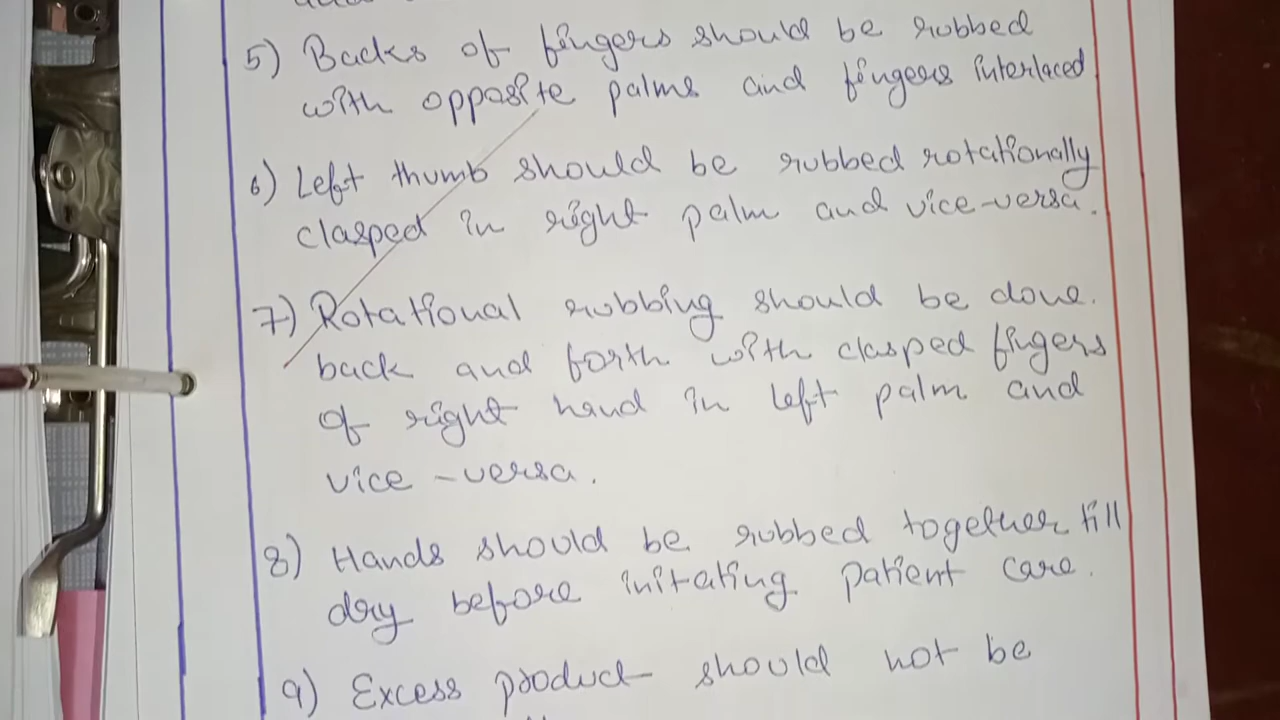 5) Backs of fingers should be rubbed
with opposite palms and fingers interlaced
6) Left thumb should be rubbed rotationally
clasped in right palm and vice-versa.
7) Rotational rubbing should be done.
back and forth with clasped fingers
of right hand in left palm and
vice-versa.
8) Hands should be rubbed together till
dry before initating patient care.
9) Excess product should not be